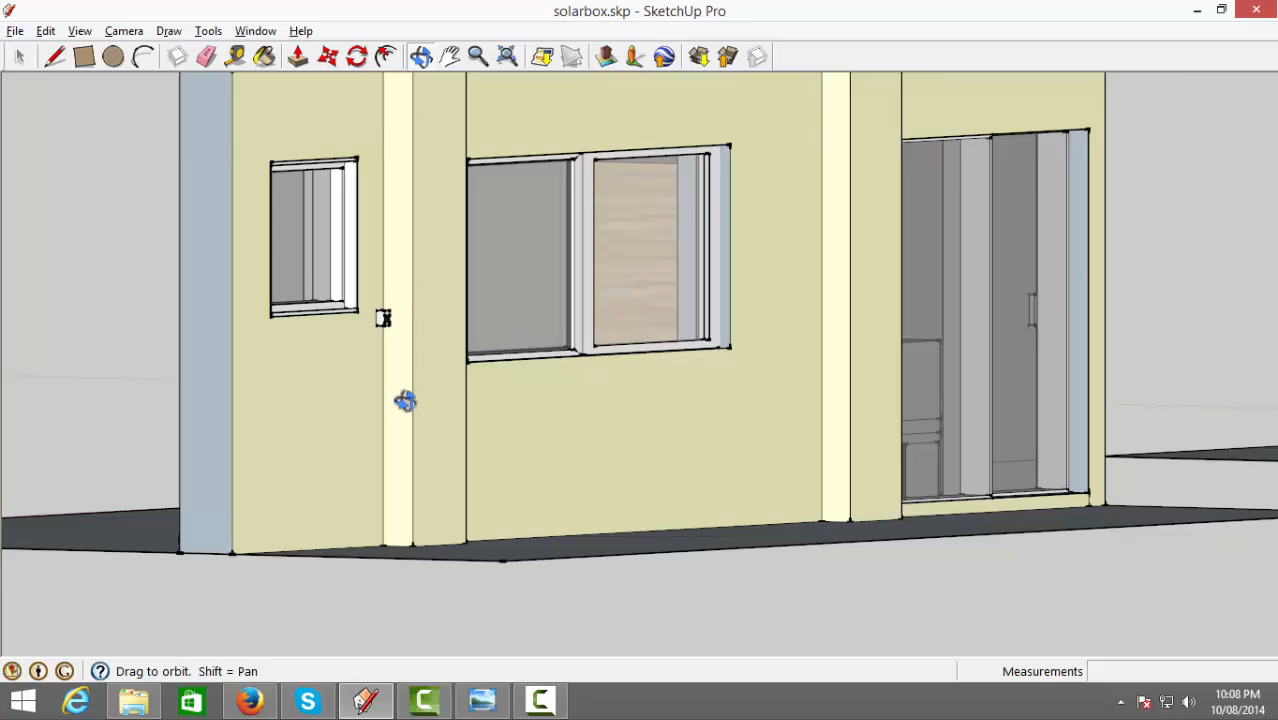 solarbox.skp - SketchUp Pro
File Edit View Camera Draw Tools Window Help
Drag to orbit. Shift = Pan
Measurements
10:08 PM
10/08/2014